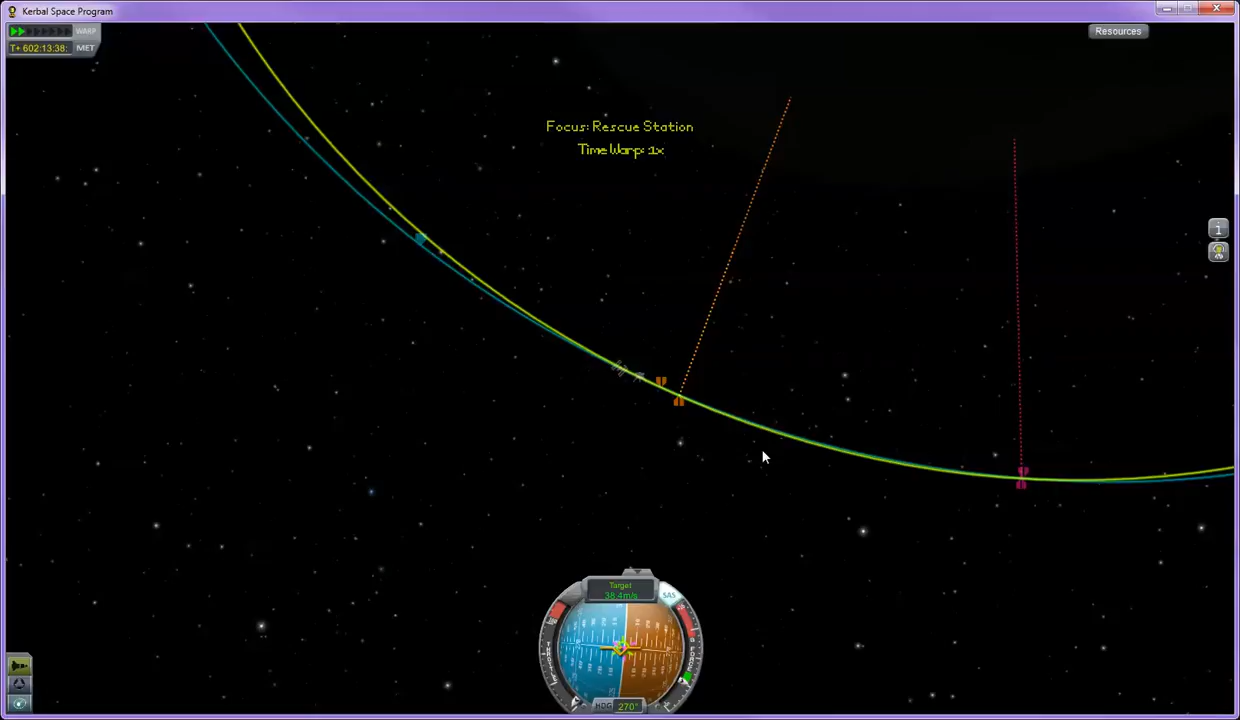 Kerbal Space Program
WARP
T+ 602:13:38:
MET
Resources
Focus: Rescue Station
Time Warp: 1x
Target
38.4m/s
SAS
HDG 270°